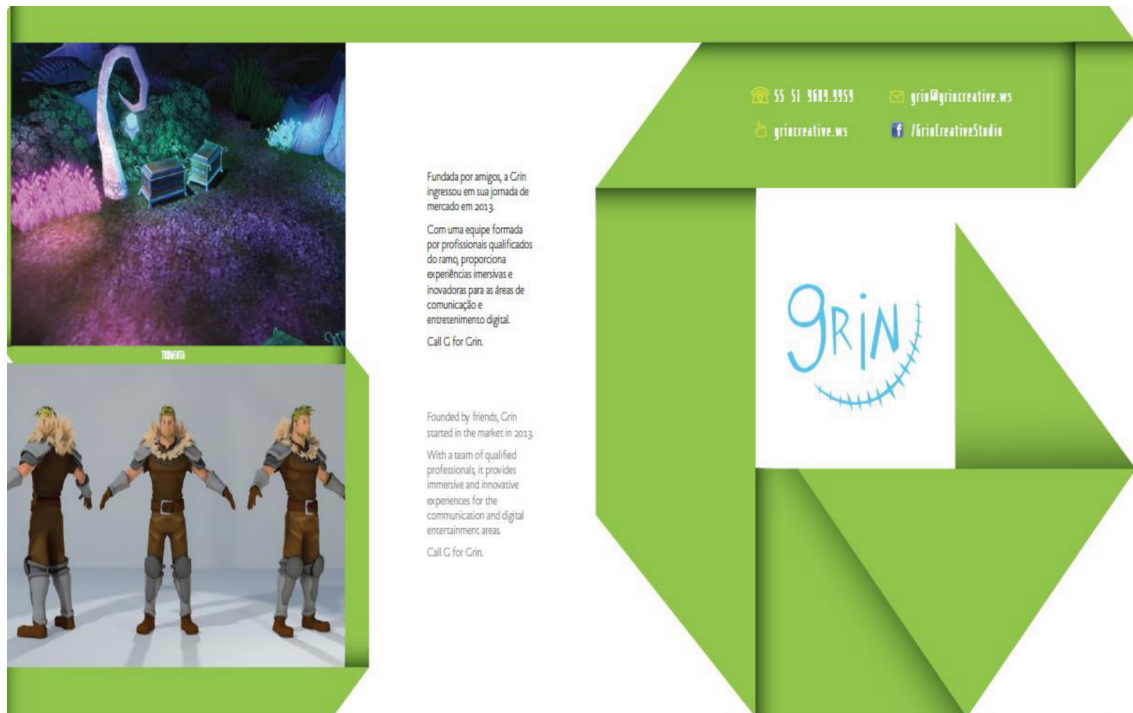 TORMENTA
Fundada por amigos, a Grin
ingressou em sua jornada de
mercado em 2013.
Com uma equipe formada
por profissionais qualificados
do ramo, proporciona
experiências imersivas e
inovadoras para as áreas de
comunicação e
entretenimento digital.
Call G for Grin.
Founded by friends, Grin
started in the market in 2013.
With a team of qualified
professionals, it provides
immersive and innovative
experiences for the
communication and digital
entertainment areas.
Call G for Grin.
55 51 9689.9959
grin@grincreative.ws
grincreative.ws
f /GrinCreativeStudio
GRIN